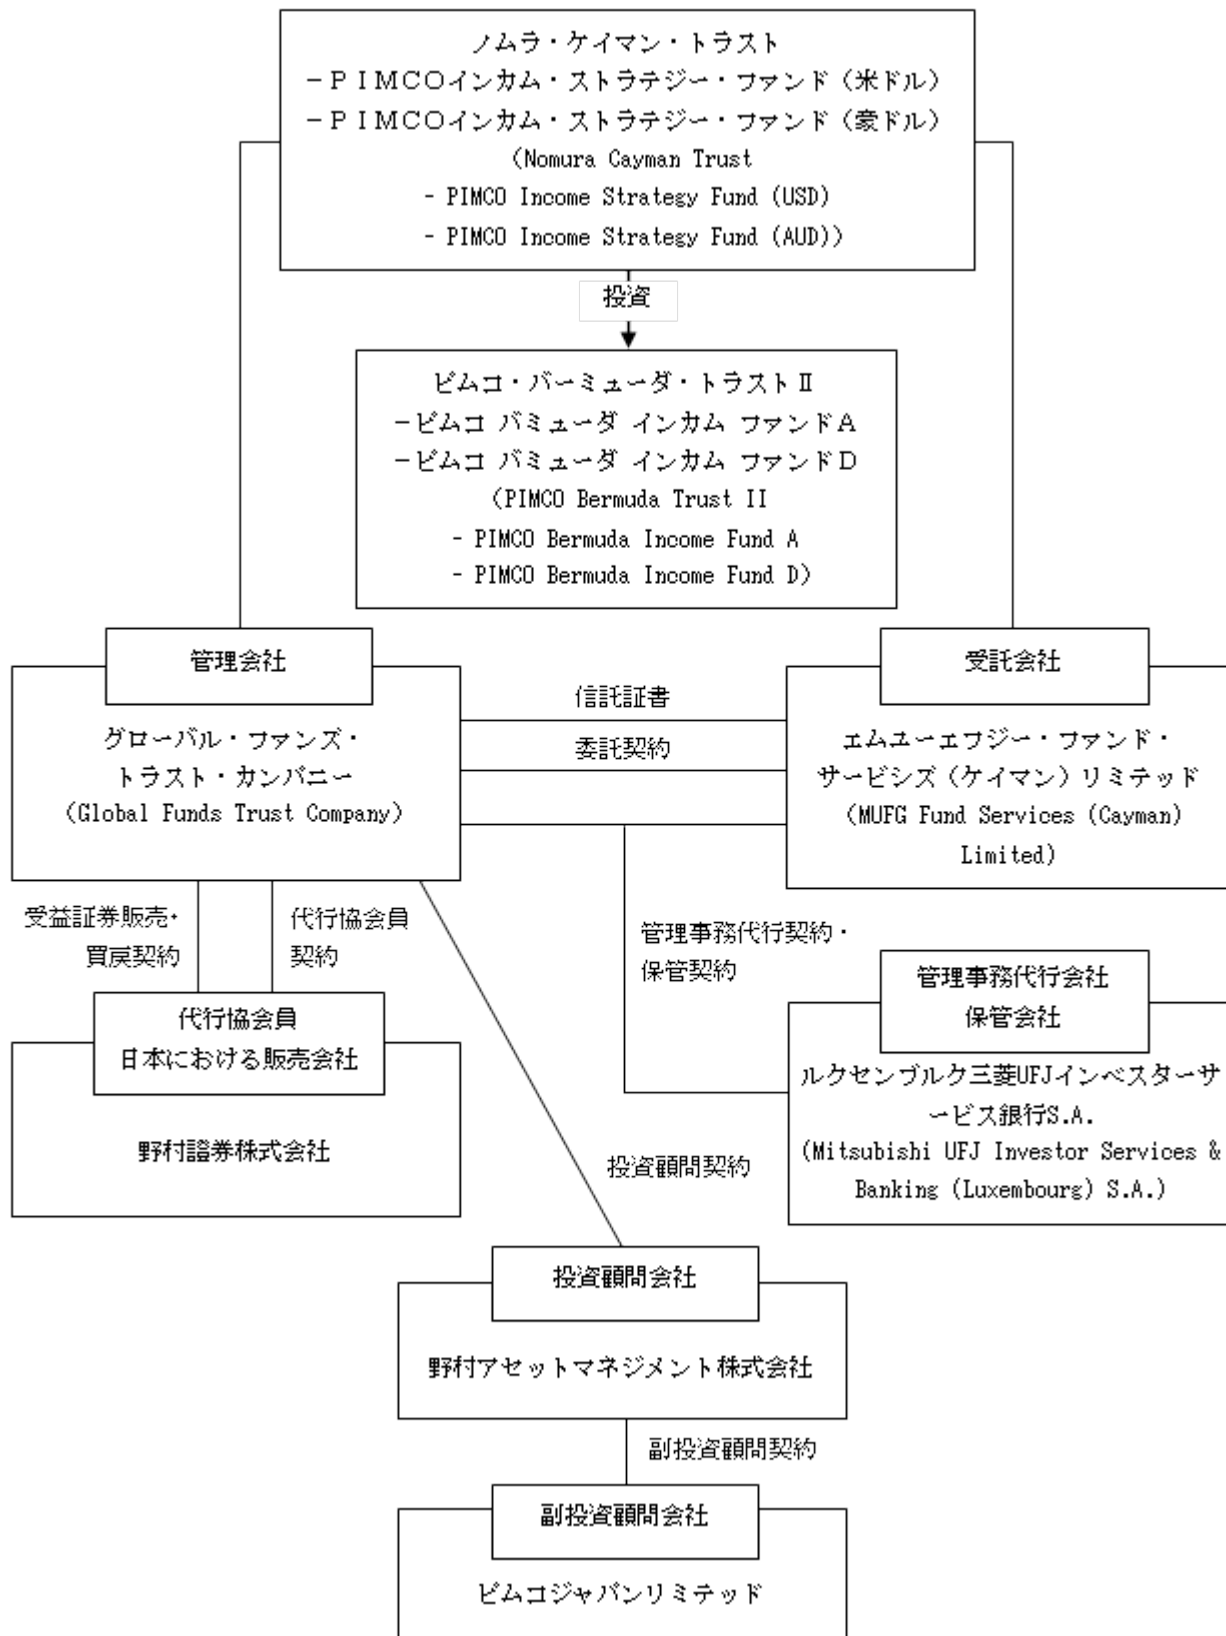 ノムラ・ケイマン・トラスト
－ＰＩＭＣＯインカム・ストラテジー・ファンド（米ドル）
－ＰＩＭＣＯインカム・ストラテジー・ファンド（豪ドル）
(Nomura Cayman Trust
- PIMCO Income Strategy Fund (USD)
- PIMCO Income Strategy Fund (AUD))
投資
ピムコ・バーミューダ・トラストⅡ
－ピムコ バミューダ インカム ファンドＡ
－ピムコ バミューダ インカム ファンドＤ
(PIMCO Bermuda Trust II
- PIMCO Bermuda Income Fund A
- PIMCO Bermuda Income Fund D)
管理会社
グローバル・ファンズ・
トラスト・カンパニー
(Global Funds Trust Company)
信託証書
委託契約
受託会社
エムユーエフジー・ファンド・
サービシズ（ケイマン）リミテッド
(MUFG Fund Services (Cayman)
Limited)
受益証券販売・
買戻契約
代行協会員
契約
管理事務代行契約・
保管契約
代行協会員
日本における販売会社
野村證券株式会社
管理事務代行会社
保管会社
ルクセンブルク三菱UFJインベスターサ
ービス銀行S.A.
(Mitsubishi UFJ Investor Services &
Banking (Luxembourg) S.A.)
投資顧問契約
投資顧問会社
野村アセットマネジメント株式会社
副投資顧問契約
副投資顧問会社
ピムコジャパンリミテッド